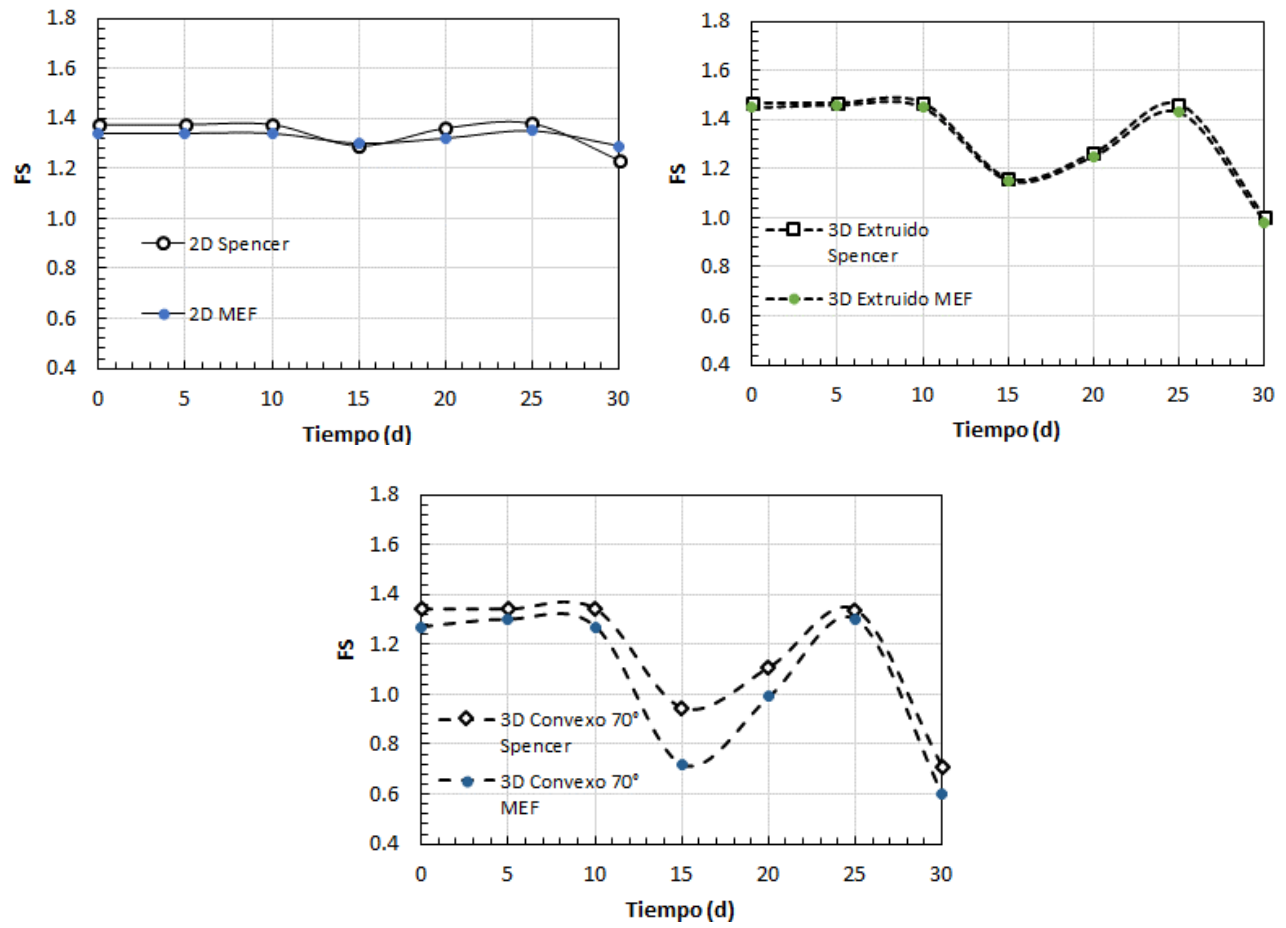 1.8
1.6
1.4
1.2
1.0
0.8
0.6
0.4
FS
2D Spencer
2D MEF
0 5 10 15 20 25 30
Tiempo (d)
1.8
1.6
1.4
1.2
1.0
0.8
0.6
0.4
FS
3D Extruido
Spencer
3D Extruido MEF
0 5 10 15 20 25 30
Tiempo (d)
1.8
1.6
1.4
1.2
1.0
0.8
0.6
0.4
FS
3D Convexo 70°
Spencer
3D Convexo 70°
MEF
0 5 10 15 20 25 30
Tiempo (d)